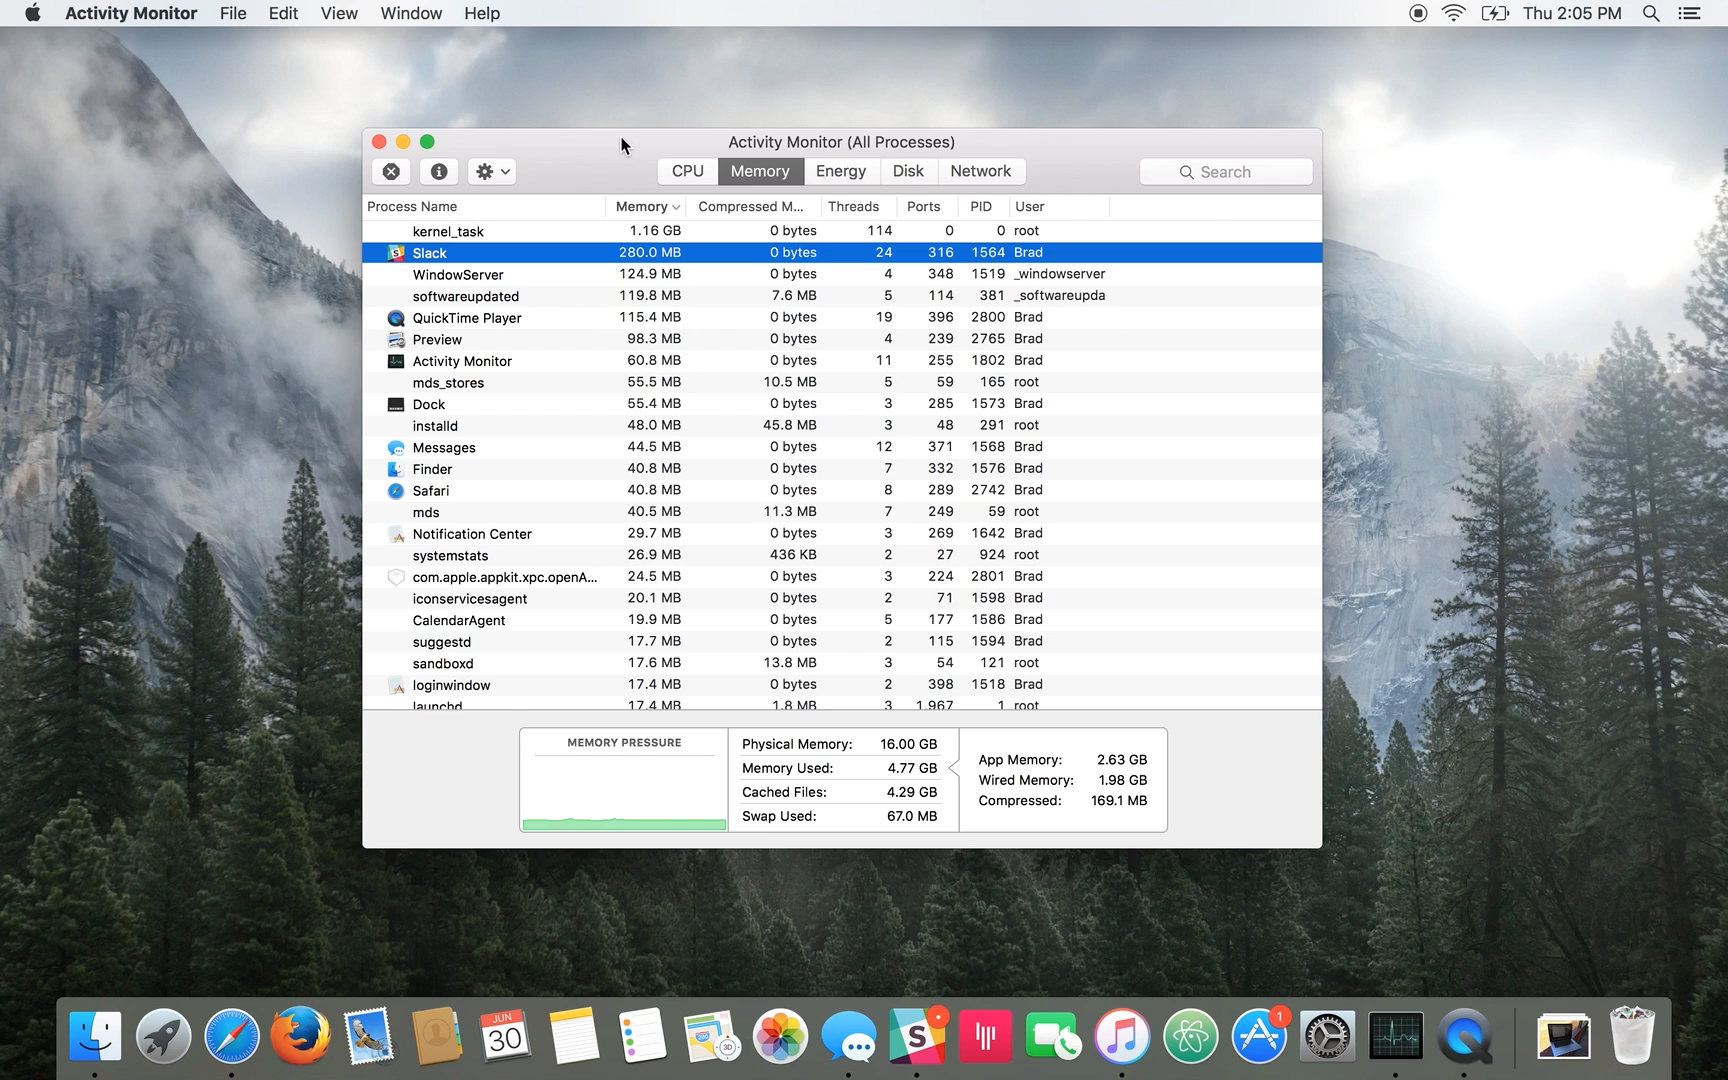 Activity Monitor File Edit View Window Help Thu 2:05 PM
Activity Monitor (All Processes)
CPU Memory Energy Disk Network Search
Process Name Memory Compressed M... Threads Ports PID User
kernel_task 1.16 GB 0 bytes 114 0 0 root
Slack 280.0 MB 0 bytes 24 316 1564 Brad
WindowServer 124.9 MB 0 bytes 4 348 1519 _windowserver
softwareupdated 119.8 MB 7.6 MB 5 114 381 _softwareupda
QuickTime Player 115.4 MB 0 bytes 19 396 2800 Brad
Preview 98.3 MB 0 bytes 4 239 2765 Brad
Activity Monitor 60.8 MB 0 bytes 11 255 1802 Brad
mds_stores 55.5 MB 10.5 MB 5 59 165 root
Dock 55.4 MB 0 bytes 3 285 1573 Brad
installd 48.0 MB 45.8 MB 3 48 291 root
Messages 44.5 MB 0 bytes 12 371 1568 Brad
Finder 40.8 MB 0 bytes 7 332 1576 Brad
Safari 40.8 MB 0 bytes 8 289 2742 Brad
mds 40.5 MB 11.3 MB 7 249 59 root
Notification Center 29.7 MB 0 bytes 3 269 1642 Brad
systemstats 26.9 MB 436 KB 2 27 924 root
com.apple.appkit.xpc.openA... 24.5 MB 0 bytes 3 224 2801 Brad
iconservicesagent 20.1 MB 0 bytes 2 71 1598 Brad
CalendarAgent 19.9 MB 0 bytes 5 177 1586 Brad
suggestd 17.7 MB 0 bytes 2 115 1594 Brad
sandboxd 17.6 MB 13.8 MB 3 54 121 root
loginwindow 17.4 MB 0 bytes 2 398 1518 Brad
launchd 17.4 MB 1.8 MB 3 1,967 1 root
MEMORY PRESSURE
Physical Memory: 16.00 GB
Memory Used: 4.77 GB
Cached Files: 4.29 GB
Swap Used: 67.0 MB
App Memory: 2.63 GB
Wired Memory: 1.98 GB
Compressed: 169.1 MB
JUN
30
3D
1